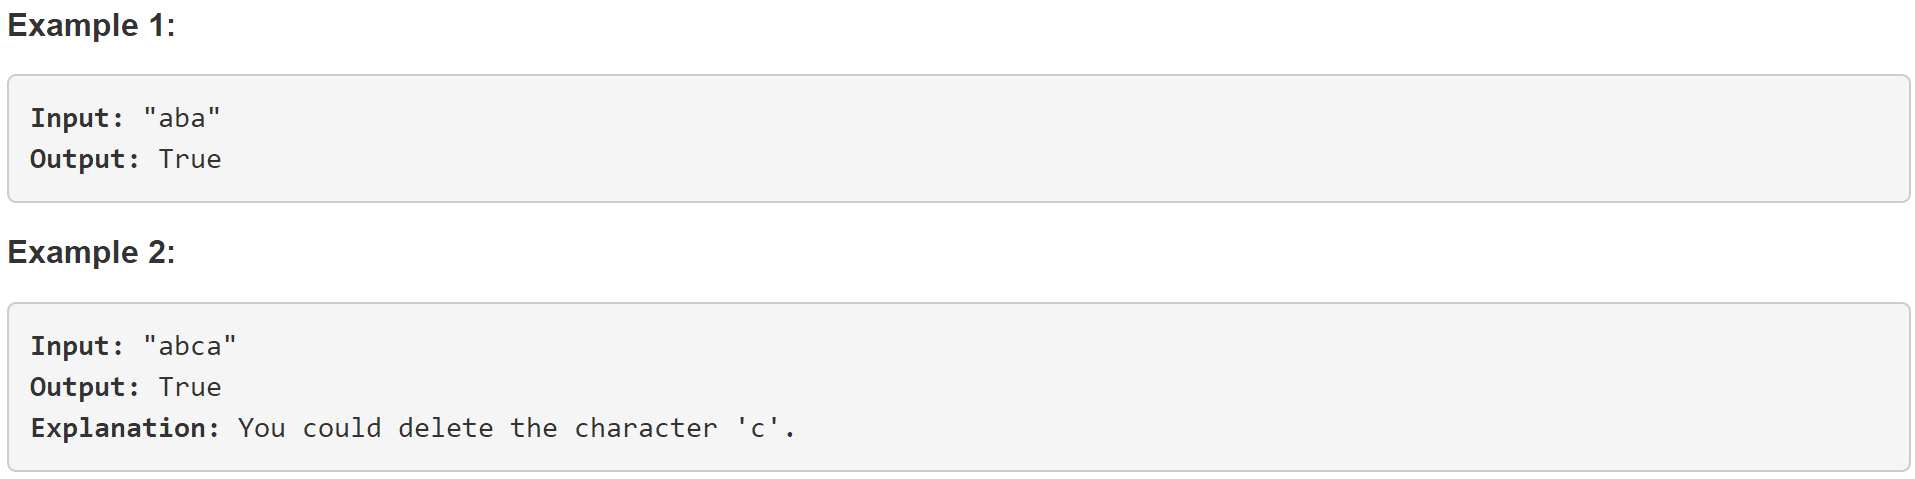 Example 1:
Input: "aba"
Output: True
Example 2:
Input: "abca"
Output: True
Explanation: You could delete the character 'c'.